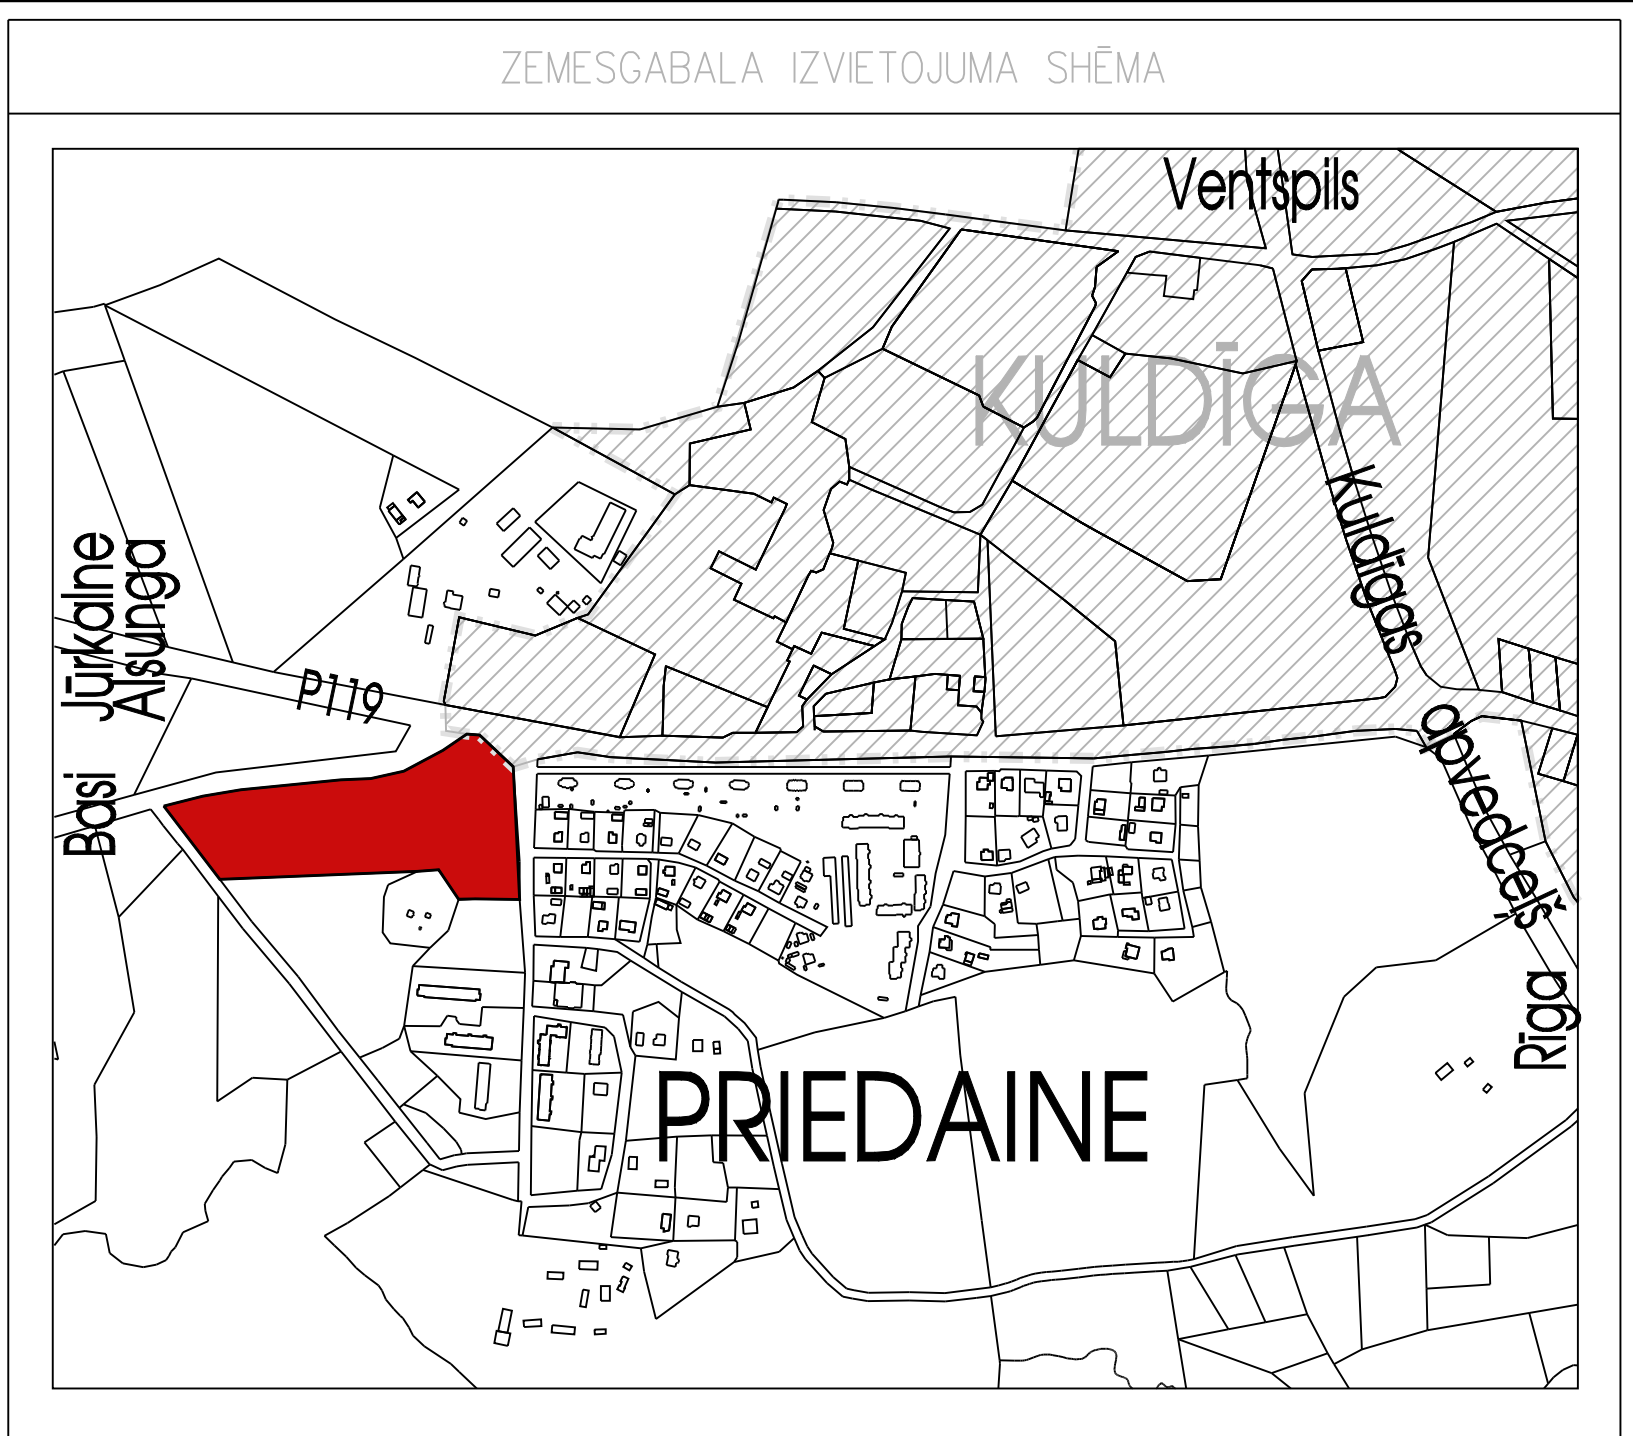 ZEMESGABALA IZVIETOJUMA SHĒMA
Ventspils
KULDĪGA
Kuldīgas
apvedceļš
Jūrkalne
Alsunga
P119
Basi
Rīga
PRIEDAINE